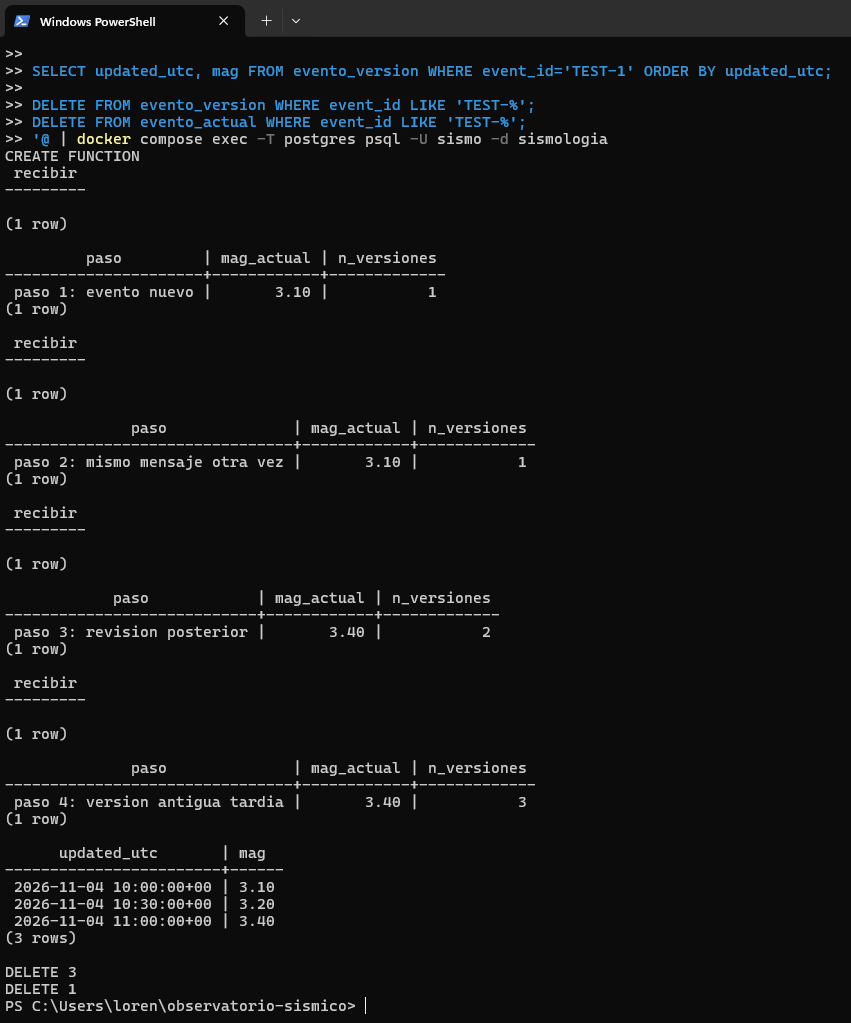 Windows PowerShell
>>
>> SELECT updated_utc, mag FROM evento_version WHERE event_id='TEST-1' ORDER BY updated_utc;
>>
>> DELETE FROM evento_version WHERE event_id LIKE 'TEST-%';
>> DELETE FROM evento_actual WHERE event_id LIKE 'TEST-%';
>> '@ | docker compose exec -T postgres psql -U sismo -d sismologia
CREATE FUNCTION
 recibir
---------

(1 row)

         paso         | mag_actual | n_versiones
----------------------+------------+-------------
 paso 1: evento nuevo |       3.10 |           1
(1 row)

 recibir
---------

(1 row)

              paso              | mag_actual | n_versiones
--------------------------------+------------+-------------
 paso 2: mismo mensaje otra vez |       3.10 |           1
(1 row)

 recibir
---------

(1 row)

            paso            | mag_actual | n_versiones
----------------------------+------------+-------------
 paso 3: revision posterior |       3.40 |           2
(1 row)

 recibir
---------

(1 row)

              paso              | mag_actual | n_versiones
--------------------------------+------------+-------------
 paso 4: version antigua tardia |       3.40 |           3
(1 row)

      updated_utc       | mag
------------------------+------
 2026-11-04 10:00:00+00 | 3.10
 2026-11-04 10:30:00+00 | 3.20
 2026-11-04 11:00:00+00 | 3.40
(3 rows)

DELETE 3
DELETE 1
PS C:\Users\loren\observatorio-sismico>